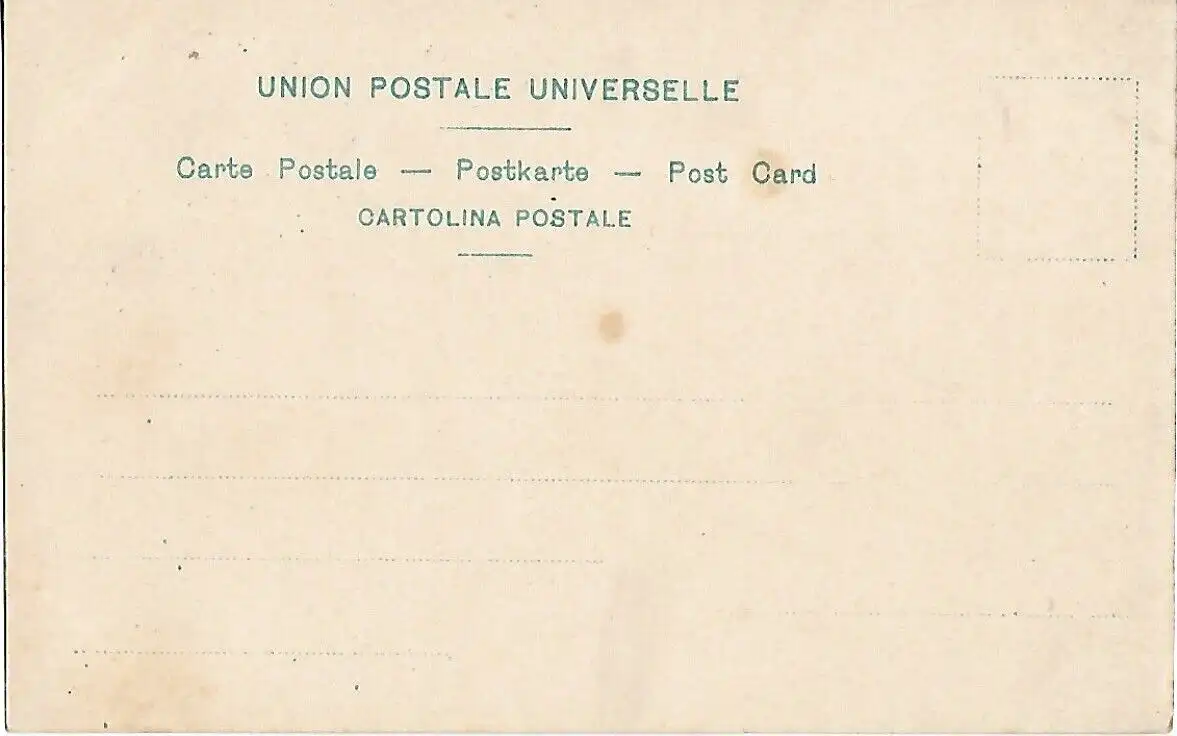 UNION POSTALE UNIVERSELLE
Carte Postale — Postkarte — Post Card
CARTOLINA POSTALE